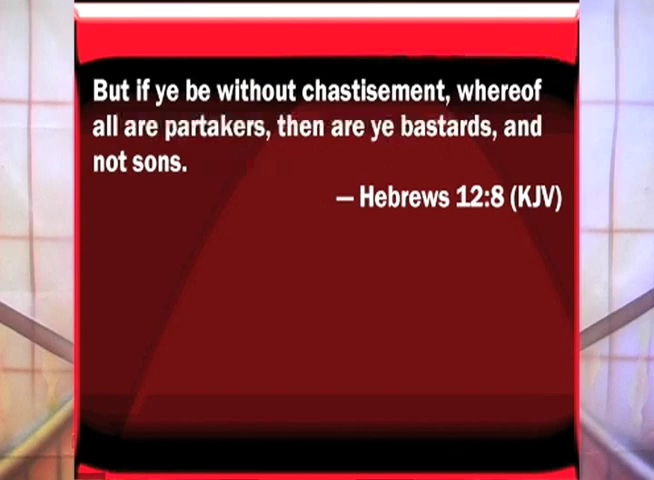 But if ye be without chastisement, whereof
all are partakers, then are ye bastards, and
not sons.
— Hebrews 12:8 (KJV)